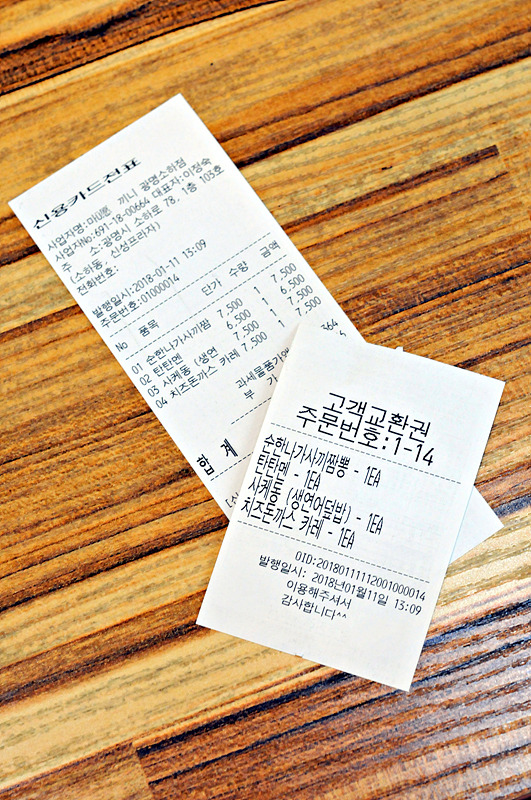 신용카드전표
사업자명: 끼니 광명소하점
사업자No:691-18-00664 대표자:이정숙
주 소:광명시 소하로 78, 1층 103호
(소하동, 신성프라자)
전화번호:
발행일시:2018-01-11 13:09
주문번호:01000014
No 품목 단가 수량 금액
01 순한나가사끼짬 7,500 1 7,500
02 탄탄멘 6,500 1 6,500
03 사케동 (생연 7,500 1 7,500
04 치즈돈까스 카레 7,500
과세물품가액
부 가
합 계
고객교환권
주문번호:1-14
순한나가사끼짬뽕 - 1EA
탄탄멘 - 1EA
사케동 (생연어덮밥) - 1EA
치즈돈까스 카레 - 1EA
OID:20180111112001000014
발행일시: 2018년01월11일 13:09
이용해주셔서
감사합니다^^